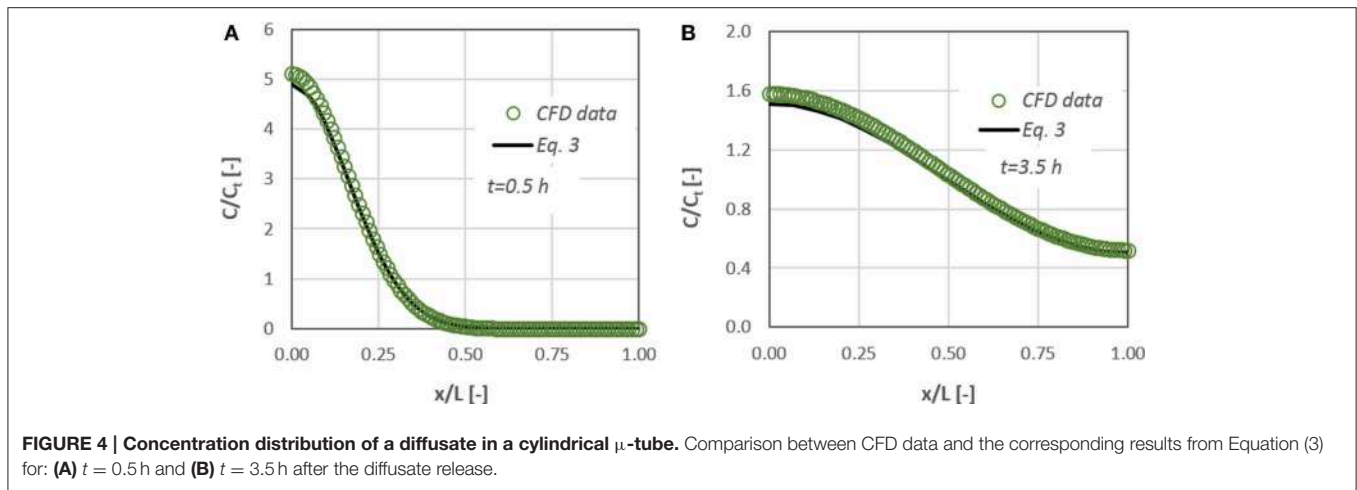 A
6
5
4
3
2
1
0
C/Ct [-]
CFD data
Eq. 3
t=0.5 h
0.00 0.25 0.50 0.75 1.00
x/L [-]
B
2.0
1.6
1.2
0.8
0.4
0.0
C/Ct [-]
CFD data
Eq. 3
t=3.5 h
0.00 0.25 0.50 0.75 1.00
x/L [-]
FIGURE 4 | Concentration distribution of a diffusate in a cylindrical μ-tube. Comparison between CFD data and the corresponding results from Equation (3)
for: (A) t = 0.5 h and (B) t = 3.5 h after the diffusate release.